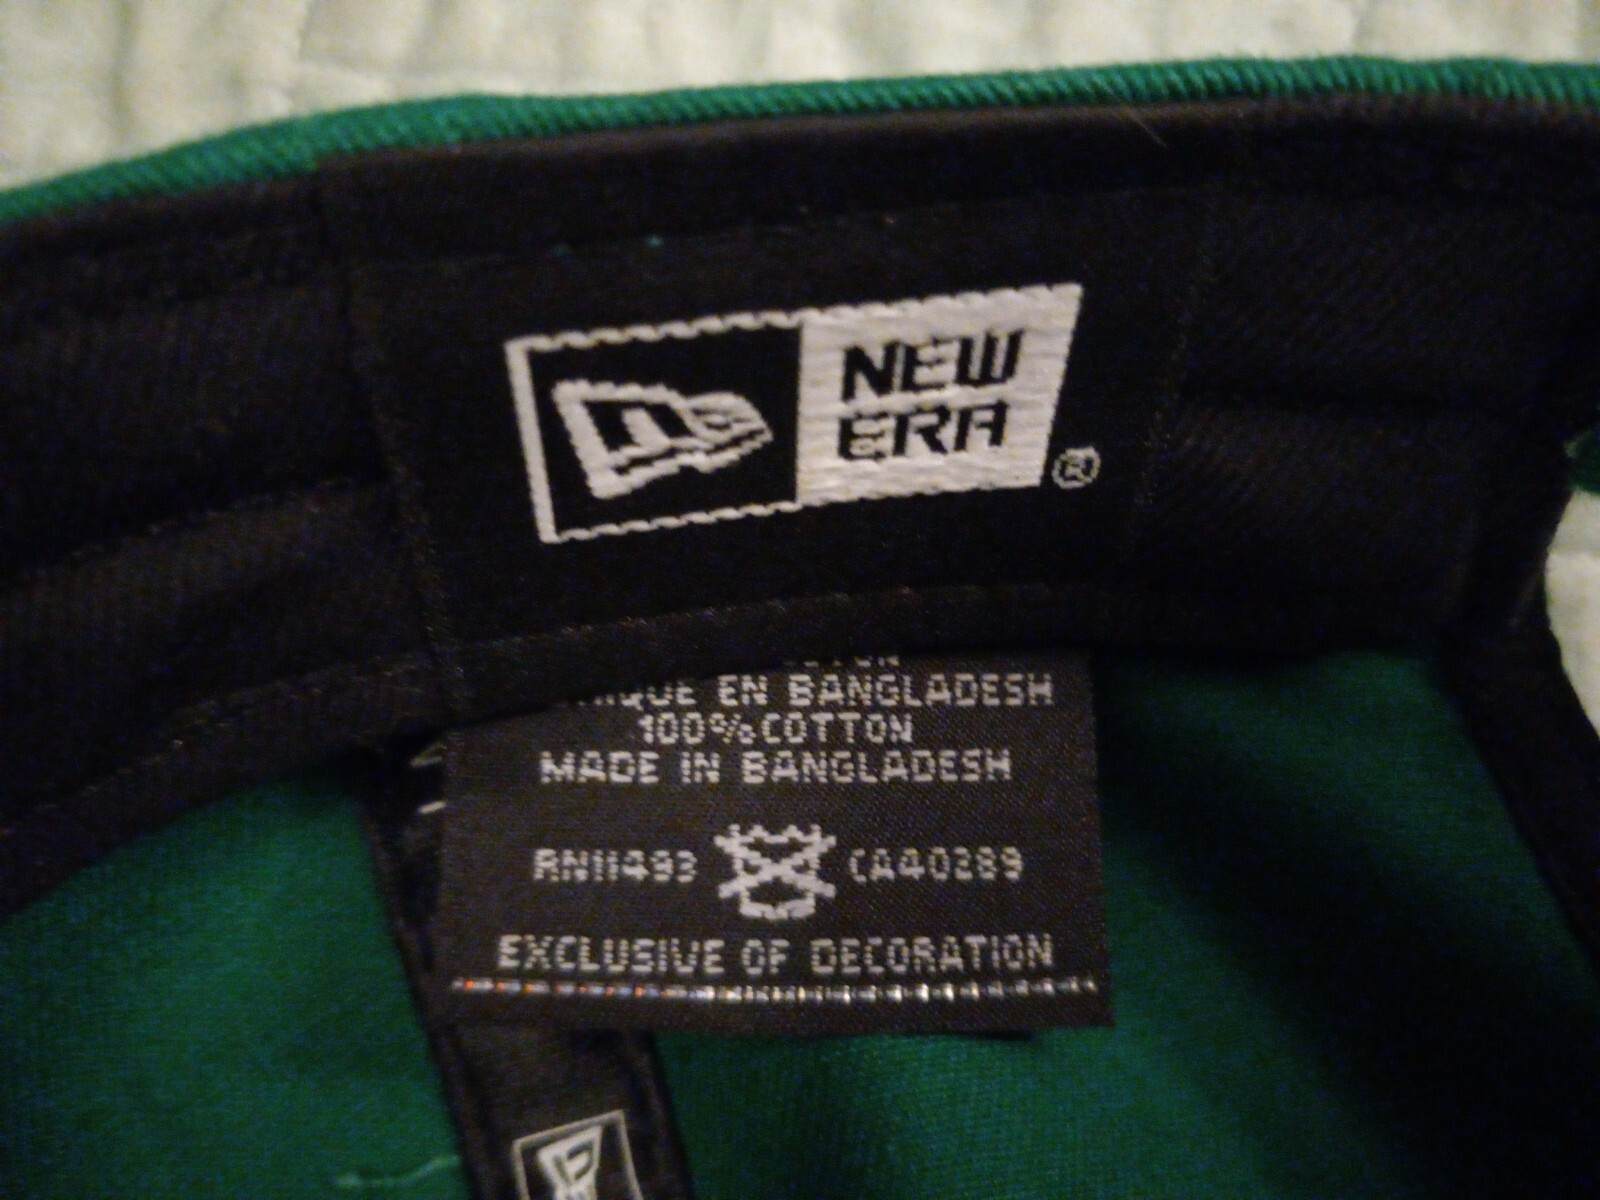 NEW
ERA
®
EN BANGLADESH
100% COTTON
MADE IN BANGLADESH
RN11493 CA40289
EXCLUSIVE OF DECORATION